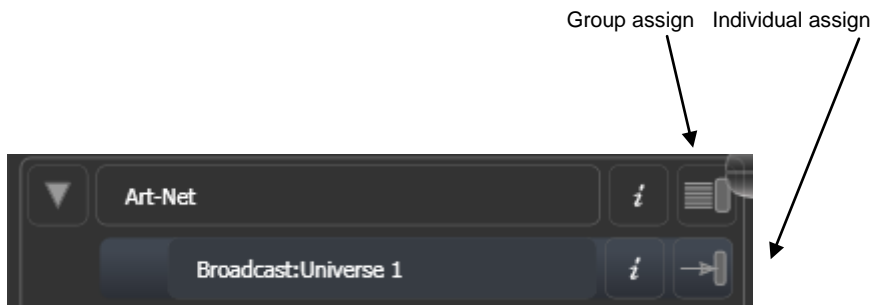 Group assign Individual assign
Art-Net i
Broadcast:Universe 1 i